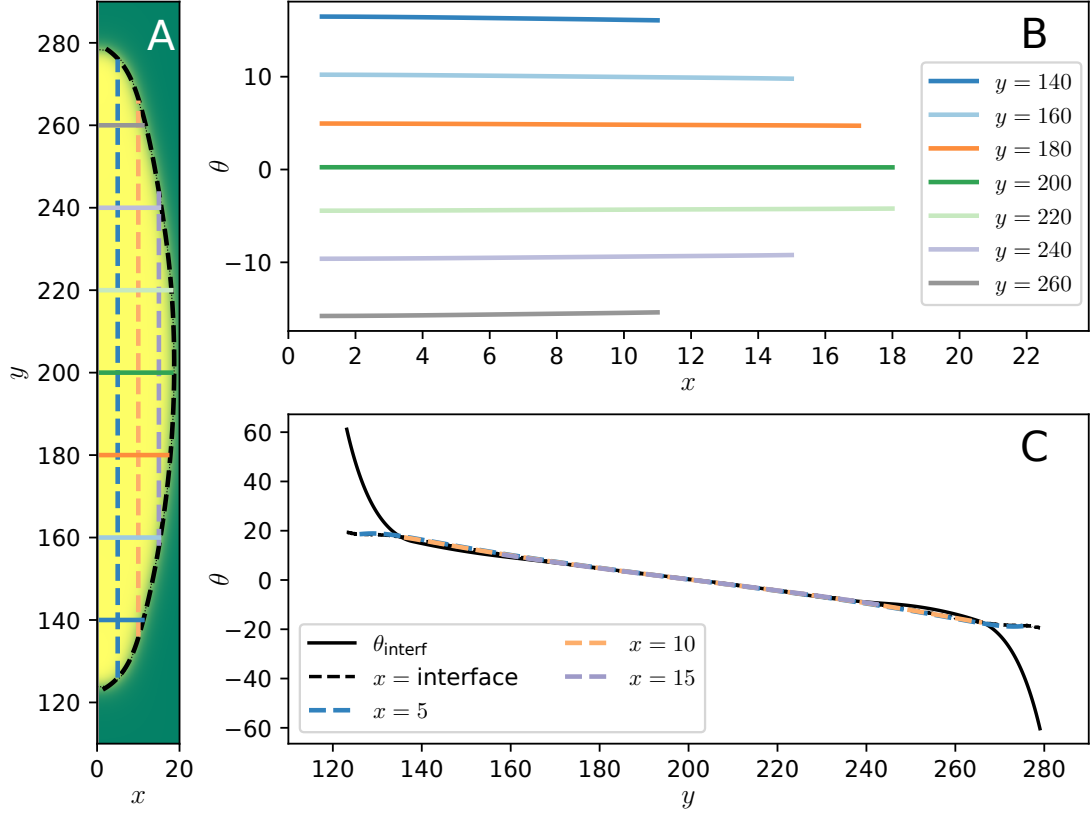 A
280
260
240
220
200
180
160
140
120
y
0 20
x
B
10
0
−10
θ
0 2 4 6 8 10 12 14 16 18 20 22
x
y = 140
y = 160
y = 180
y = 200
y = 220
y = 240
y = 260
C
60
40
20
0
−20
−40
−60
θ
120 140 160 180 200 220 240 260 280
y
θinterf
x = interface
x = 5
x = 10
x = 15